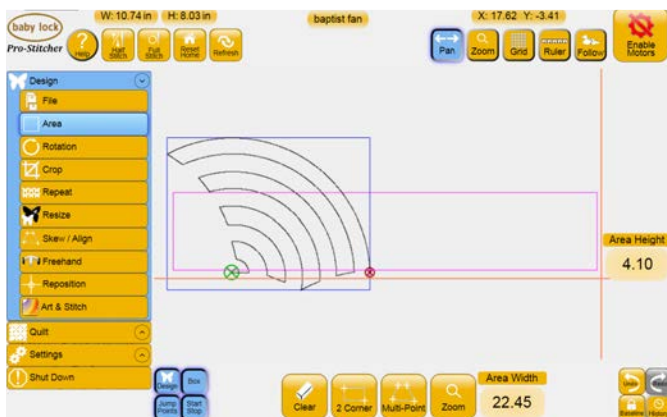 baby lock
Pro-Stitcher
W: 10.74 in H: 8.03 in
baptist fan
X: 17.62 Y: -3.41
Help
Half Stitch
Full Stitch
Reset Home
Refresh
Pan
Zoom
Grid
Ruler
Follow
Enable Motors
Design
File
Area
Rotation
Crop
Repeat
Resize
Skew / Align
Freehand
Reposition
Art & Stitch
Quilt
Settings
Shut Down
Area Height
4.10
Design
Box
Jump Points
Start Stop
Clear
2 Corner
Multi-Point
Zoom
Area Width
22.45
Undo
Baseline